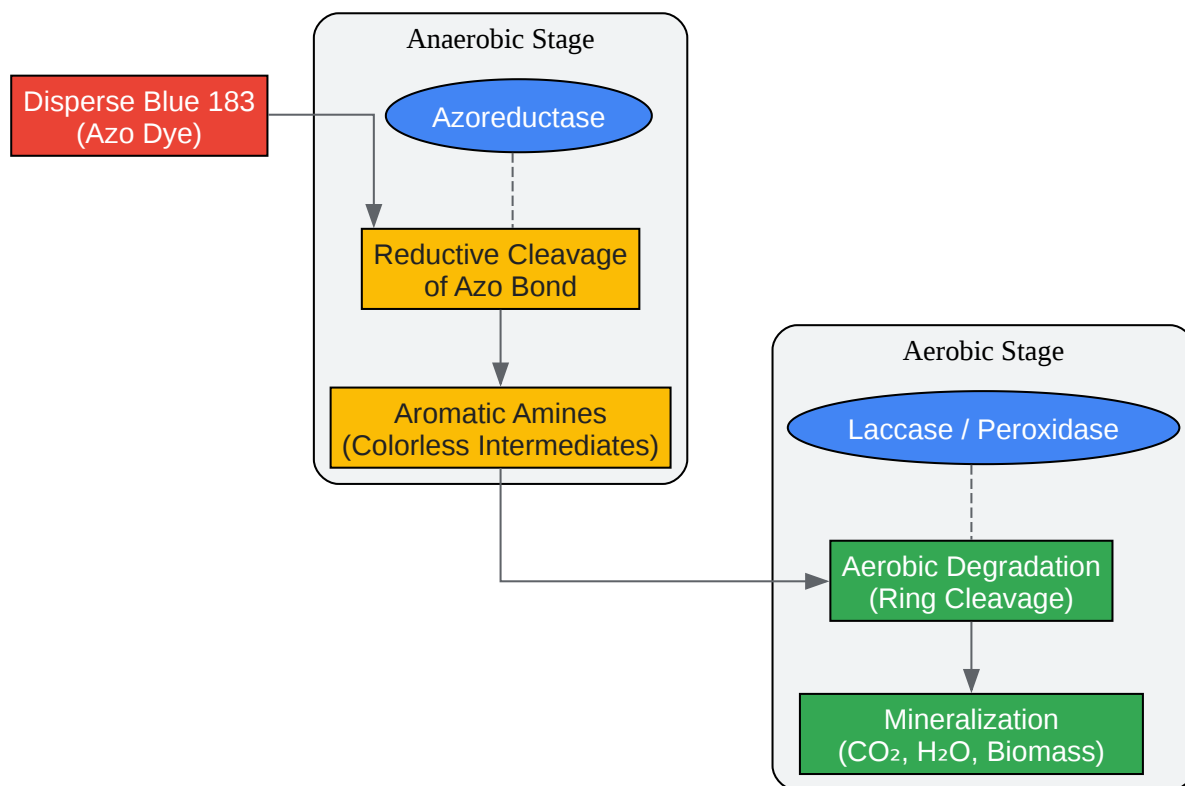 Anaerobic Stage
Disperse Blue 183
(Azo Dye)
Azoreductase
Reductive Cleavage
of Azo Bond
Aromatic Amines
(Colorless Intermediates)
Aerobic Stage
Laccase / Peroxidase
Aerobic Degradation
(Ring Cleavage)
Mineralization
(CO₂, H₂O, Biomass)